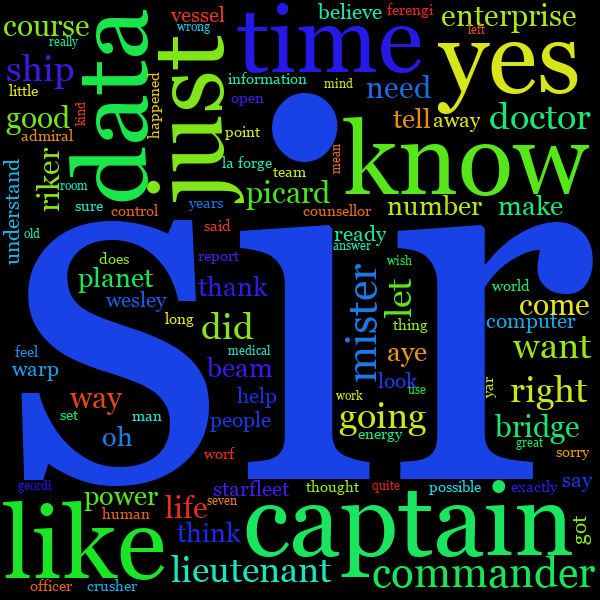 course
really
data
vessel
wrong
just
time
believe
ferengi
enterprise
left
yes
ship
little
kind
happened
information
mind
need
open
good
admiral
point
tell
away
doctor
know
mean
la forge
team
riker
room
understand
sure
control
years
picard
counsellor
number
make
old
said
ready
answer
sir
does
report
wish
planet
wesley
thank
mister
let
world
come
long
did
thing
computer
feel
warp
medical
beam
aye
look
want
way
set
man
help
work
use
yar
right
oh
people
going
energy
bridge
great
worf
sorry
geordi
starfleet
thought
quite
possible
exactly
say
like
power
human
life
seven
captain
got
think
lieutenant
commander
officer
crusher